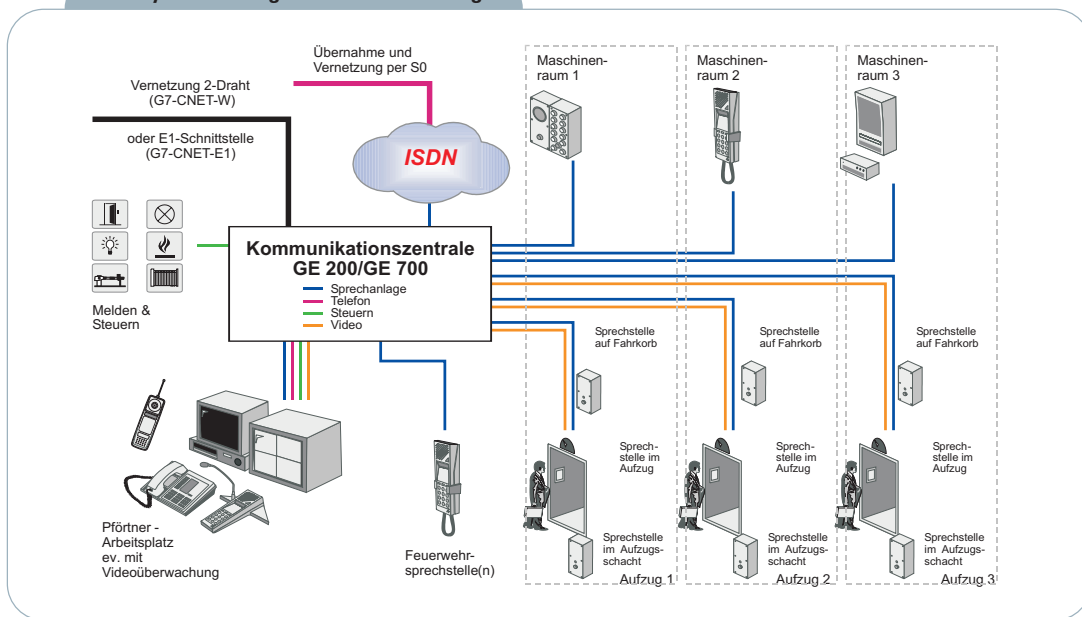 Übernahme und
Vernetzung per S0
Vernetzung 2-Draht
(G7-CNET-W)
oder E1-Schnittstelle
(G7-CNET-E1)
ISDN
Maschinen-
raum 1
Maschinen-
raum 2
Maschinen-
raum 3
Kommunikationszentrale
GE 200/GE 700
Sprechanlage
Telefon
Steuern
Video
Melden &
Steuern
Pförtner -
Arbeitsplatz
ev. mit
Videoüberwachung
Feuerwehr-
sprechstelle(n)
Sprechstelle
auf Fahrkorb
Sprech-
stelle im
Aufzug
Sprechstelle
im Aufzugs-
schacht
Aufzug 1
Sprechstelle
auf Fahrkorb
Sprech-
stelle im
Aufzug
Sprechstelle
im Aufzugs-
schacht
Aufzug 2
Sprechstelle
auf Fahrkorb
Sprech-
stelle im
Aufzug
Sprechstelle
im Aufzugs-
schacht
Aufzug 3